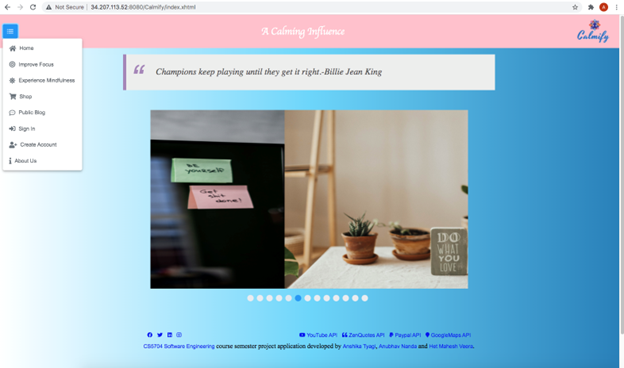 Not Secure | 34.207.113.52:8080/Calmify/index.xhtml
A Calming Influence
Calmify
Home
Improve Focus
Experience Mindfulness
Shop
Public Blog
Sign In
Create Account
About Us
Champions keep playing until they get it right.-Billie Jean King
BE
yourself!
Get
shit
done!
DO
WHAT
YOU
LOVE
YouTube API ZenQuotes API Paypal API GoogleMaps API
CS5704 Software Engineering course semester project application developed by Anshika Tyagi, Anubhav Nanda and Het Mahesh Vasra.